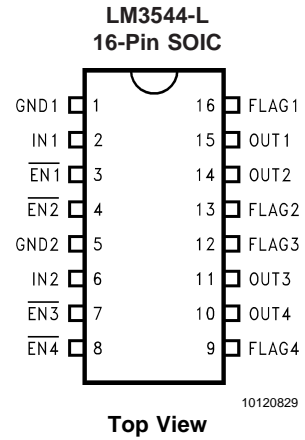 LM3544-L
16-Pin SOIC
GND1 1 16 FLAG1
IN1 2 15 OUT1
EN1 3 14 OUT2
EN2 4 13 FLAG2
GND2 5 12 FLAG3
IN2 6 11 OUT3
EN3 7 10 OUT4
EN4 8 9 FLAG4
10120829
Top View